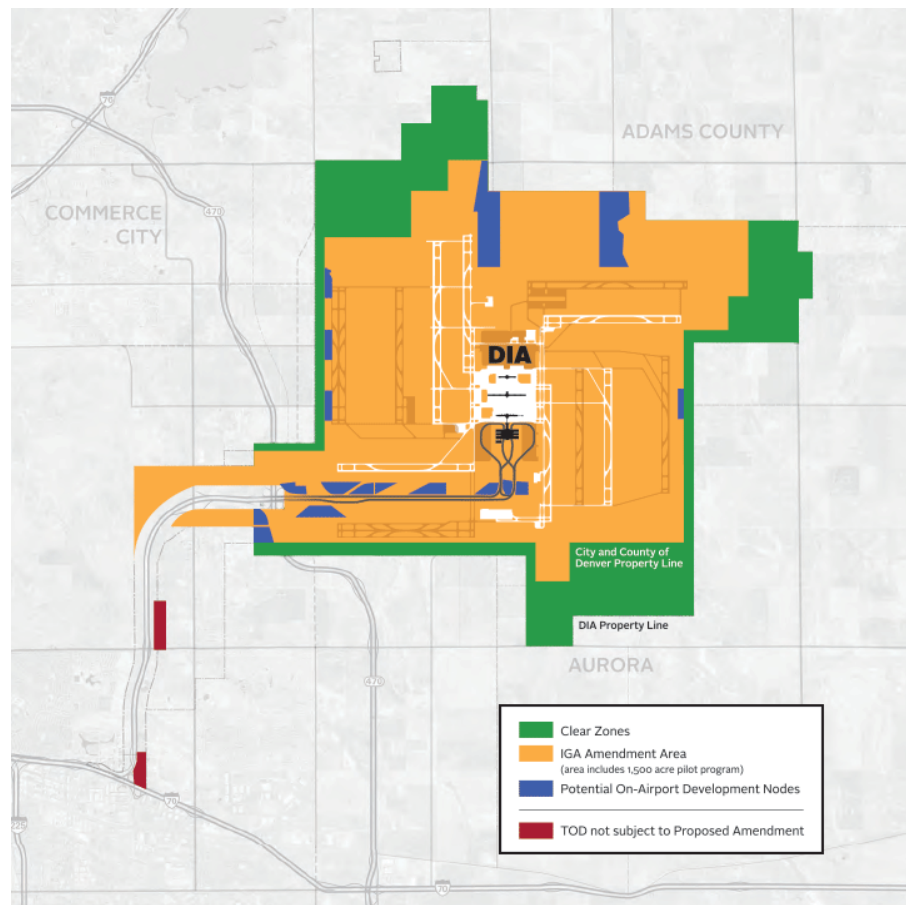 70
ADAMS COUNTY
COMMERCE
CITY
470
DIA
City and County of
Denver Property Line
DIA Property Line
AURORA
470
Clear Zones
IGA Amendment Area
(area includes 1,500 acre pilot program)
Potential On-Airport Development Nodes
TOD not subject to Proposed Amendment
70
225
70